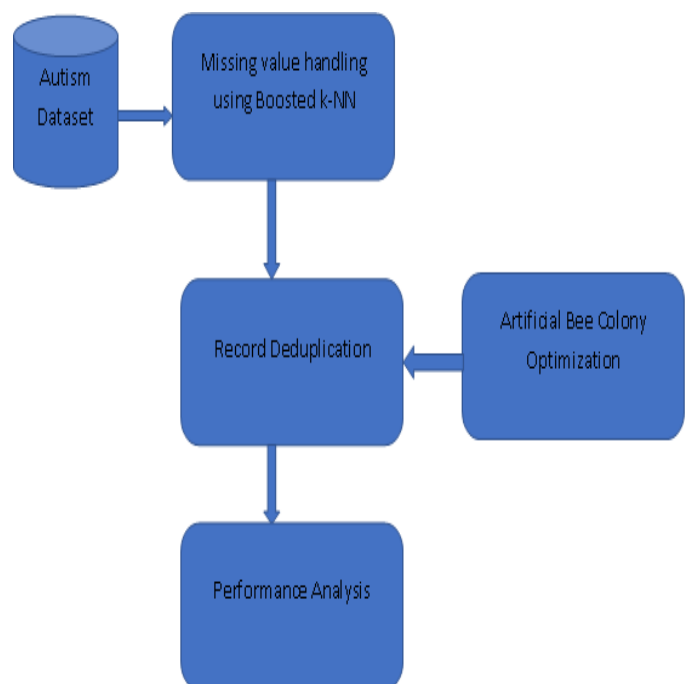 Autism
Dataset
Missing value handling
using Boosted k-NN
Record Deduplication
Artificial Bee Colony
Optimization
Performance Analysis